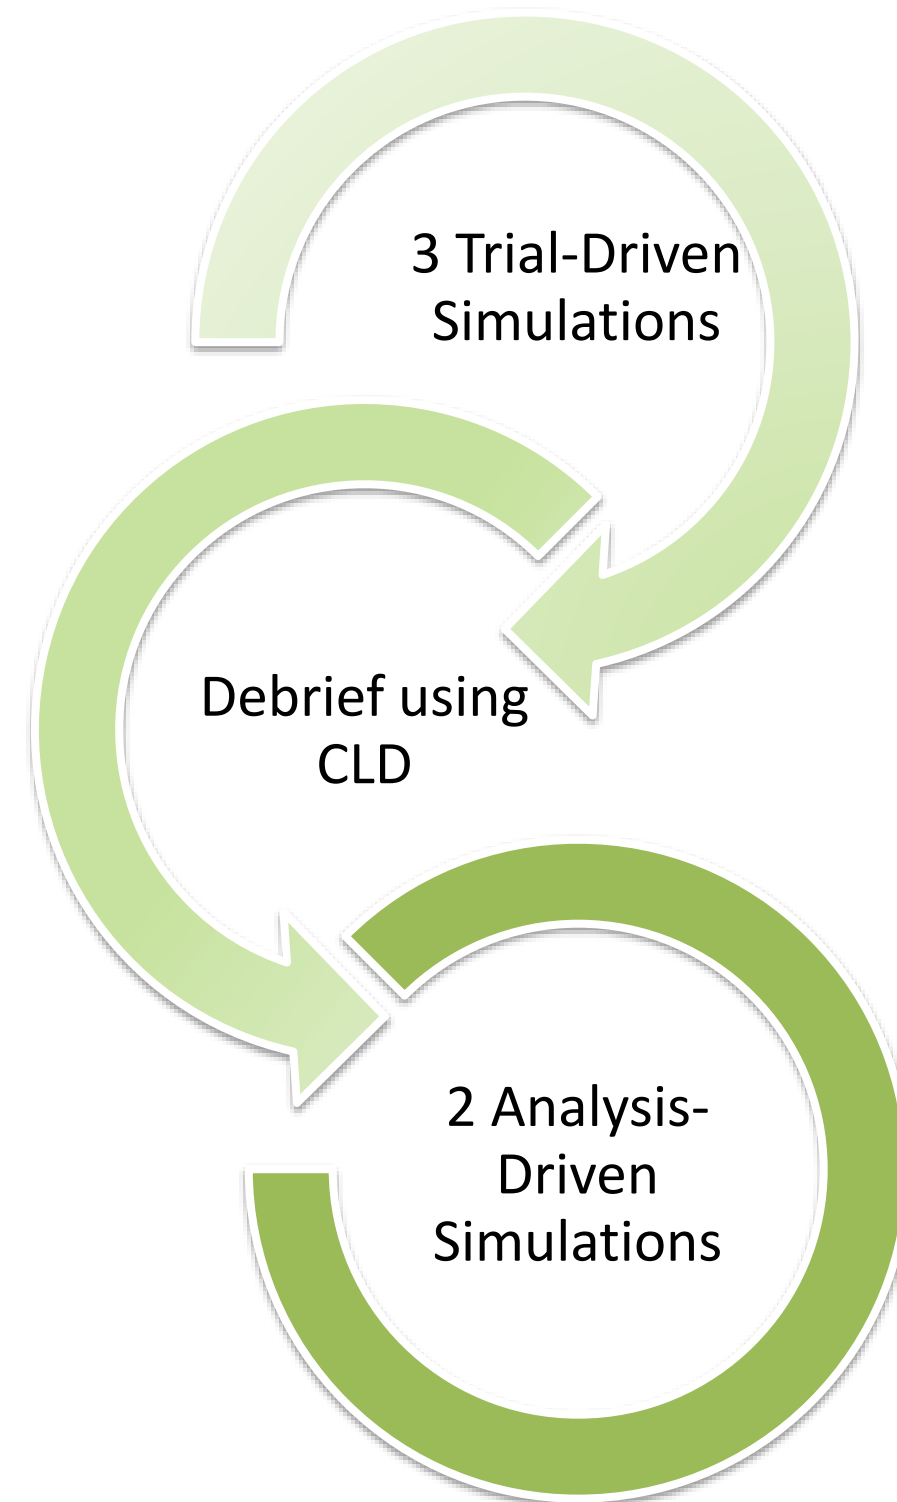 3 Trial-Driven
Simulations
Debrief using
CLD
2 Analysis-
Driven
Simulations